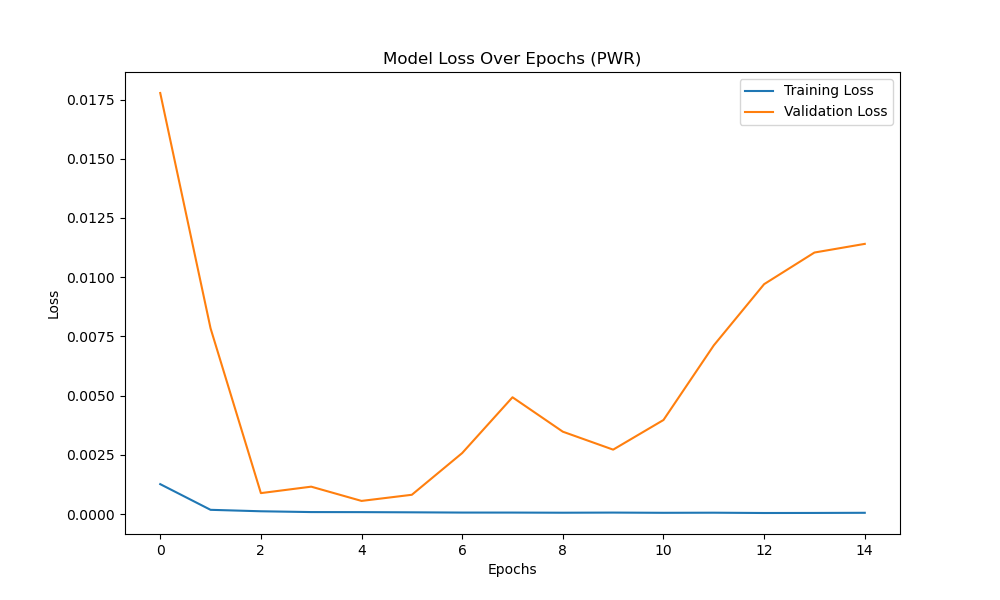 Model Loss Over Epochs (PWR)
Training Loss
Validation Loss
0.0175
0.0150
0.0125
0.0100
0.0075
0.0050
0.0025
0.0000
Loss
0 2 4 6 8 10 12 14
Epochs